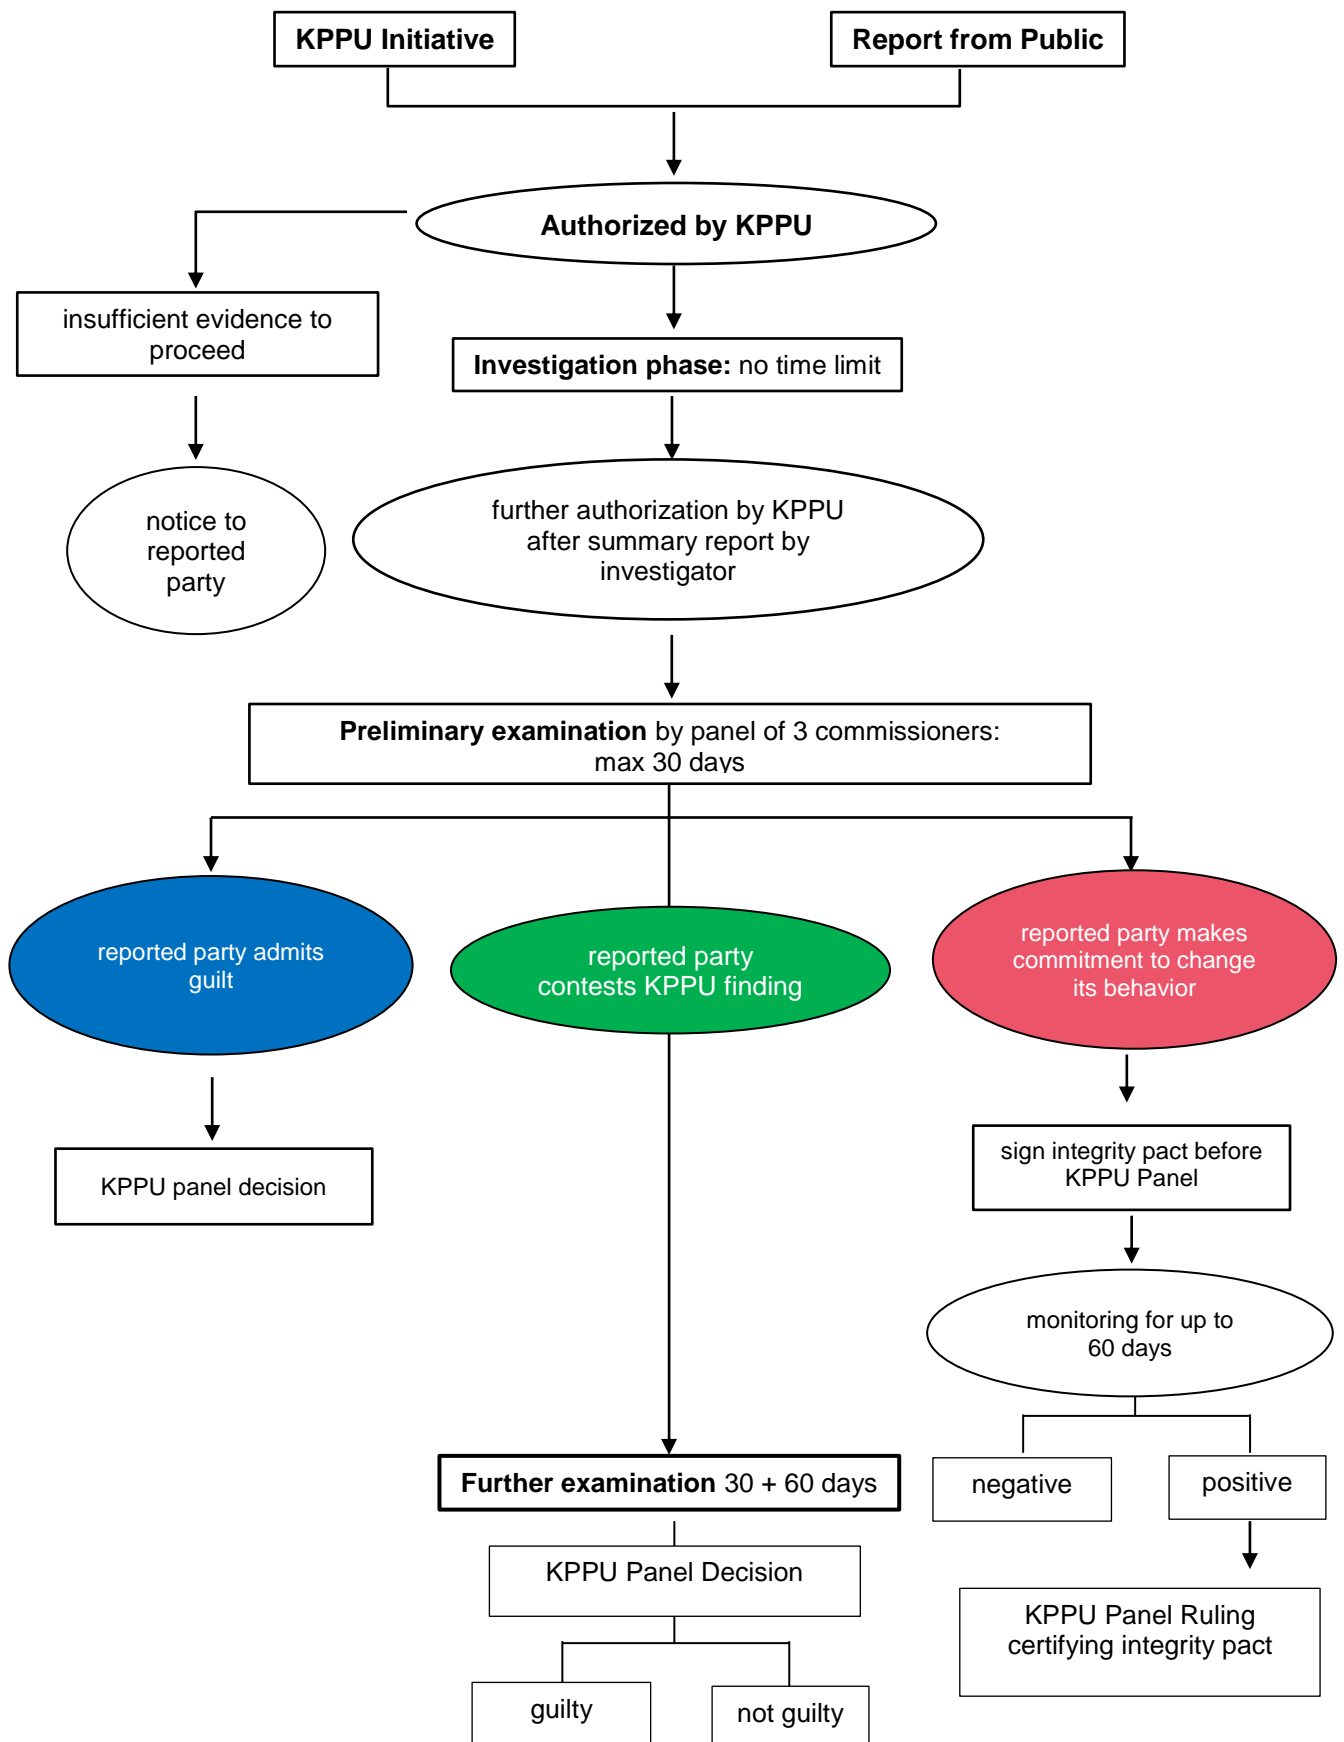 KPPU Initiative
Report from Public
Authorized by KPPU
insufficient evidence to
proceed
Investigation phase: no time limit
notice to
reported
party
further authorization by KPPU
after summary report by
investigator
Preliminary examination by panel of 3 commissioners:
max 30 days
reported party admits
guilt
reported party
contests KPPU finding
reported party makes
commitment to change
its behavior
KPPU panel decision
sign integrity pact before
KPPU Panel
monitoring for up to
60 days
Further examination 30 + 60 days
negative
positive
KPPU Panel Decision
KPPU Panel Ruling
certifying integrity pact
guilty
not guilty